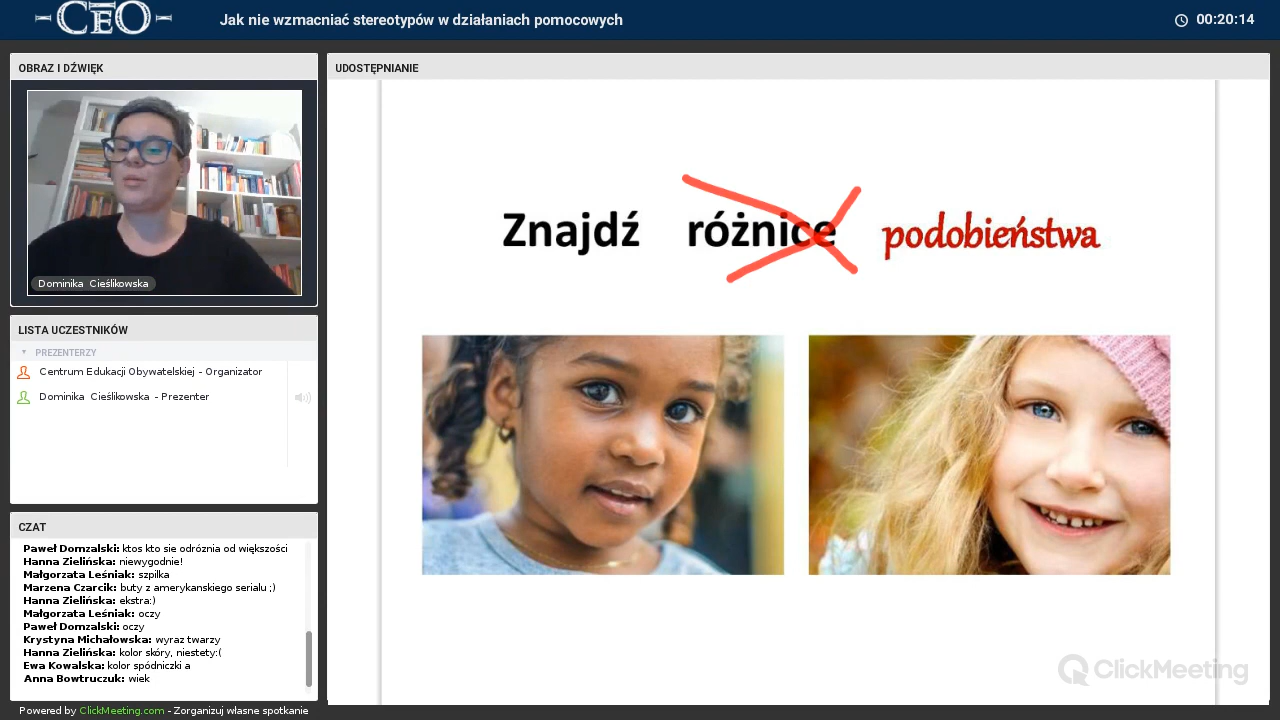 CEO
Jak nie wzmacniać stereotypów w działaniach pomocowych
00:20:14
OBRAZ I DŹWIĘK
Dominika Cieślikowska
LISTA UCZESTNIKÓW
PREZENTERZY
Centrum Edukacji Obywatelskiej - Organizator
Dominika Cieślikowska - Prezenter
CZAT
Paweł Domzalski: ktos kto sie odróznia od większości
Hanna Zielińska: niewygodnie!
Małgorzata Leśniak: szpilka
Marzena Czarcik: buty z amerykanskiego serialu ;)
Hanna Zielińska: ekstra:)
Małgorzata Leśniak: oczy
Paweł Domzalski: oczy
Krystyna Michałowska: wyraz twarzy
Hanna Zielińska: kolor skóry, niestety:(
Ewa Kowalska: kolor spódniczki a
Anna Bowtruczuk: wiek
Powered by ClickMeeting.com - Zorganizuj własne spotkanie
UDOSTĘPNIANIE
Znajdź różnice podobieństwa
ClickMeeting